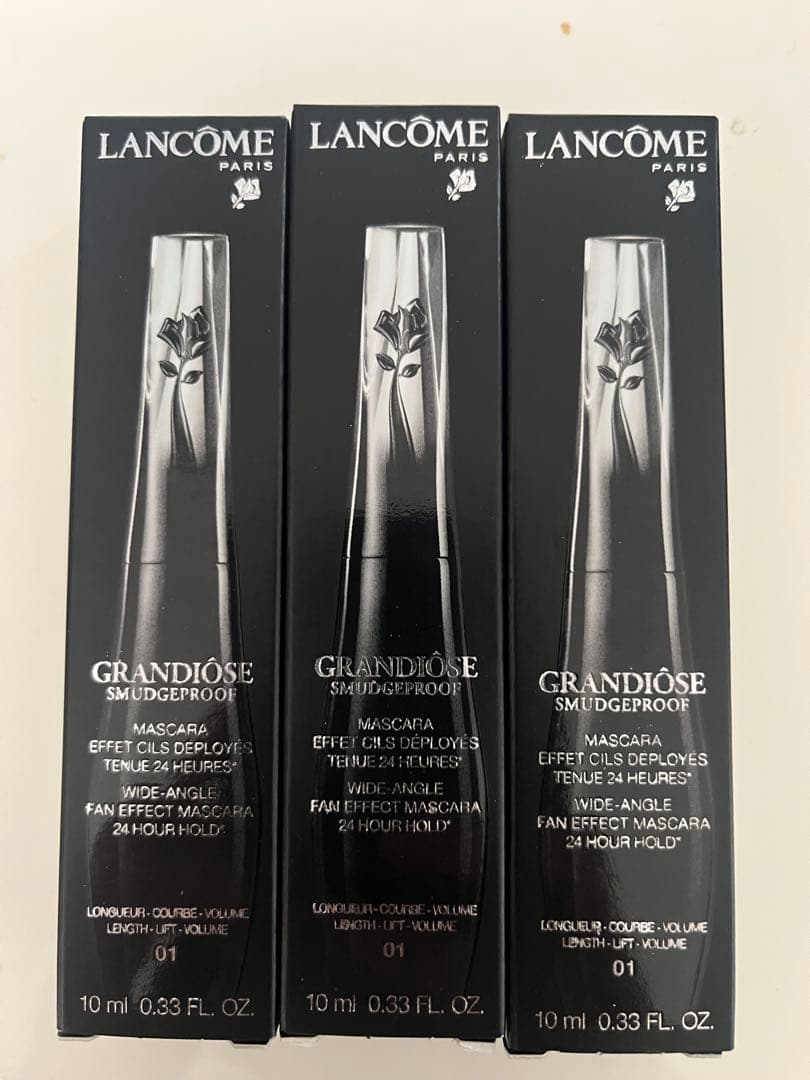 LANCÔME
PARIS
GRANDIÔSE
SMUDGEPROOF
MASCARA
EFFET CILS DÉPLOYÉS
TENUE 24 HEURES*
WIDE-ANGLE
FAN EFFECT MASCARA
24 HOUR HOLD*
LONGUEUR - COURBE - VOLUME
LENGTH - LIFT - VOLUME
01
10 ml 0.33 FL. OZ.
LANCÔME
PARIS
GRANDIÔSE
SMUDGEPROOF
MASCARA
EFFET CILS DÉPLOYÉS
TENUE 24 HEURES*
WIDE-ANGLE
FAN EFFECT MASCARA
24 HOUR HOLD*
LONGUEUR - COURBE - VOLUME
LENGTH - LIFT - VOLUME
01
10 ml 0.33 FL. OZ.
LANCÔME
PARIS
GRANDIÔSE
SMUDGEPROOF
MASCARA
EFFET CILS DÉPLOYÉS
TENUE 24 HEURES*
WIDE-ANGLE
FAN EFFECT MASCARA
24 HOUR HOLD*
LONGUEUR - COURBE - VOLUME
LENGTH - LIFT - VOLUME
01
10 ml 0.33 FL. OZ.